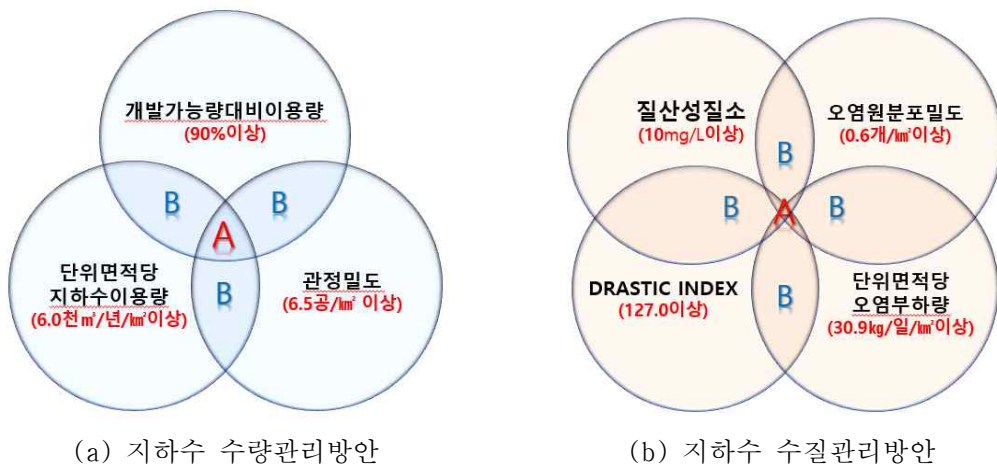 개발가능량대비이용량
(90%이상)
B
B
A
B
단위면적당
지하수이용량
(6.0천㎥/년/㎢이상)
관정밀도
(6.5공/㎢ 이상)
(a) 지하수 수량관리방안
질산성질소
(10mg/L이상)
오염원분포밀도
(0.6개/㎢이상)
B
B
A
B
B
DRASTIC INDEX
(127.0이상)
단위면적당
오염부하량
(30.9kg/일/㎢이상)
(b) 지하수 수질관리방안